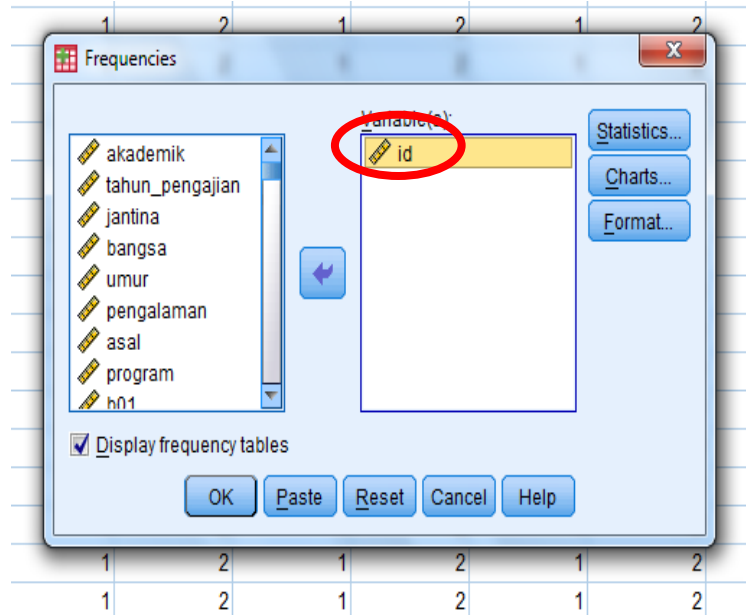 1 2 1 2 1 2
Frequencies
Variable(s):
akademik
tahun_pengajian
jantina
bangsa
umur
pengalaman
asal
program
b01
id
Statistics...
Charts...
Format...
Display frequency tables
OK Paste Reset Cancel Help
1 2 1 2 1 2
1 2 1 2 1 2